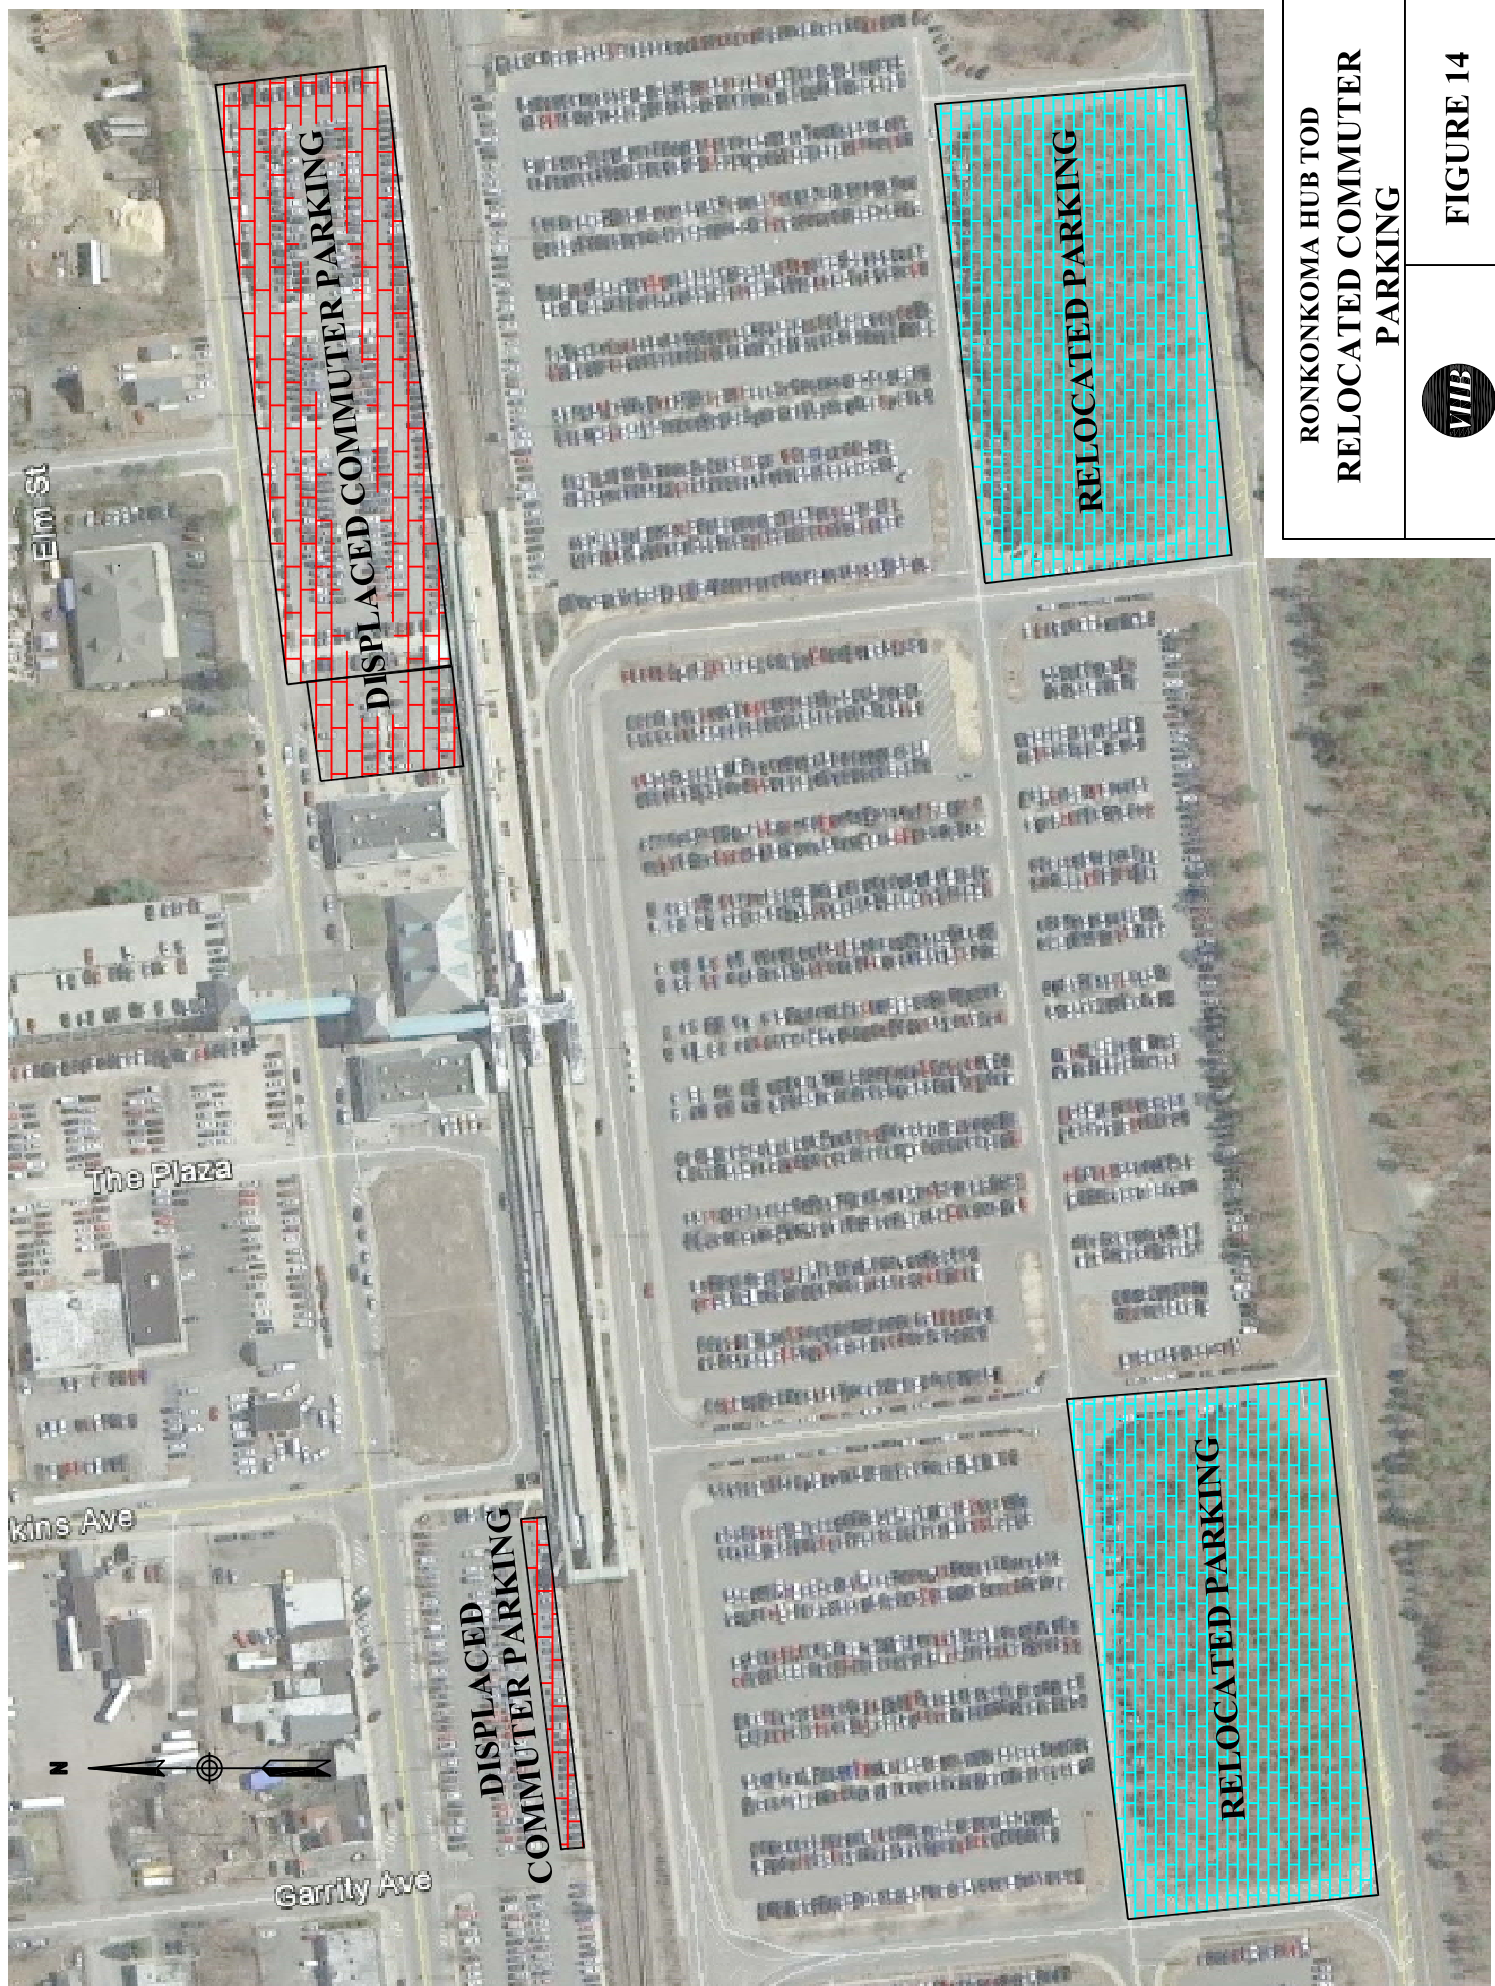 Elm St
DISPLACED COMMUTER PARKING
RELOCATED PARKING
The Plaza
kins Ave
DISPLACED
COMMUTER PARKING
RELOCATED PARKING
Garrity Ave
N
RONKONKOMA HUB TOD
RELOCATED COMMUTER
PARKING
VHB
FIGURE 14